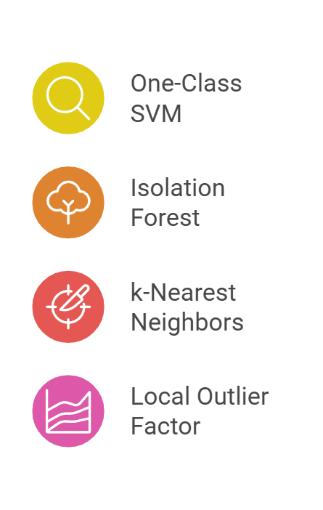 One-Class
SVM
Isolation
Forest
k-Nearest
Neighbors
Local Outlier
Factor